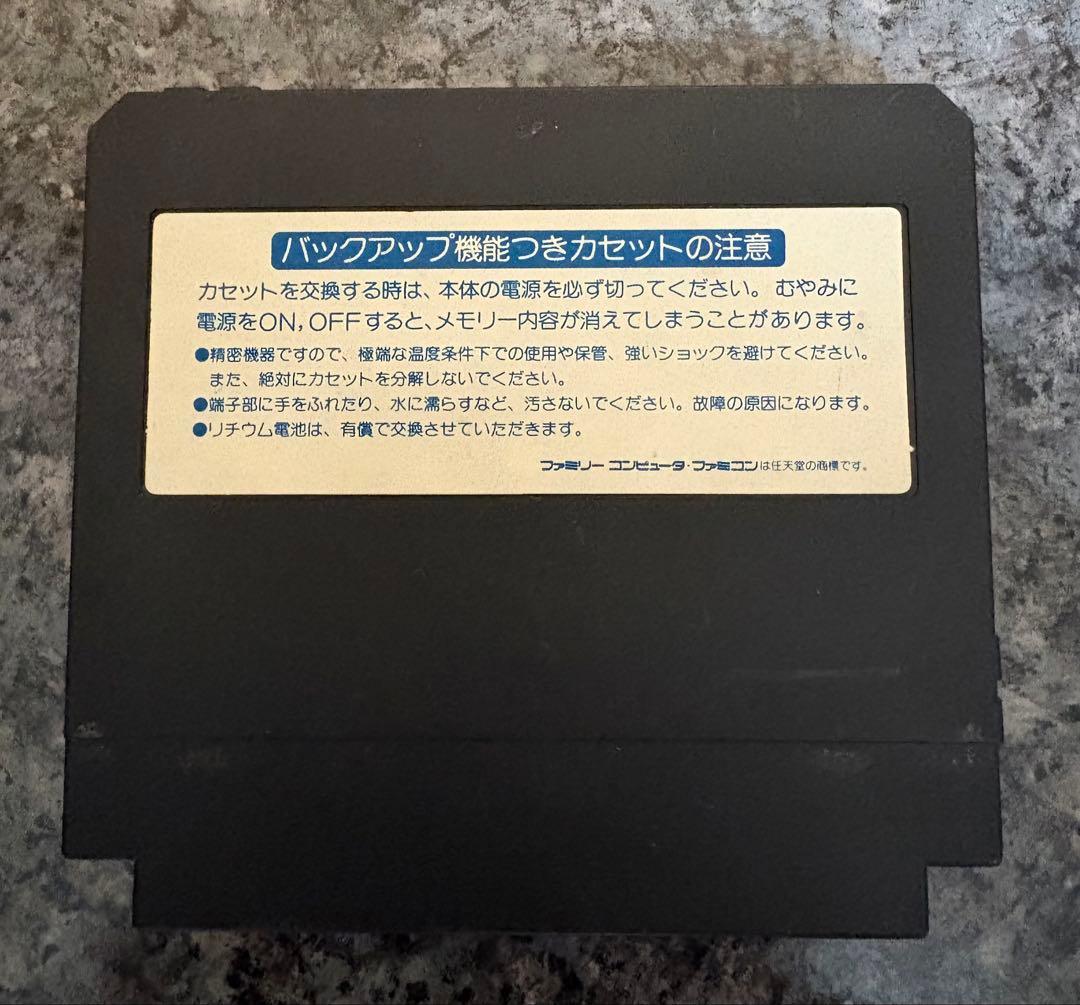 バックアップ機能つきカセットの注意
カセットを交換する時は、本体の電源を必ず切ってください。むやみに
電源をON,OFFすると、メモリー内容が消えてしまうことがあります。
●精密機器ですので、極端な温度条件下での使用や保管、強いショックを避けてください。
また、絶対にカセットを分解しないでください。
●端子部に手をふれたり、水に濡らすなど、汚さないでください。故障の原因になります。
●リチウム電池は、有償で交換させていただきます。
ファミリー コンピュータ・ファミコンは任天堂の商標です。